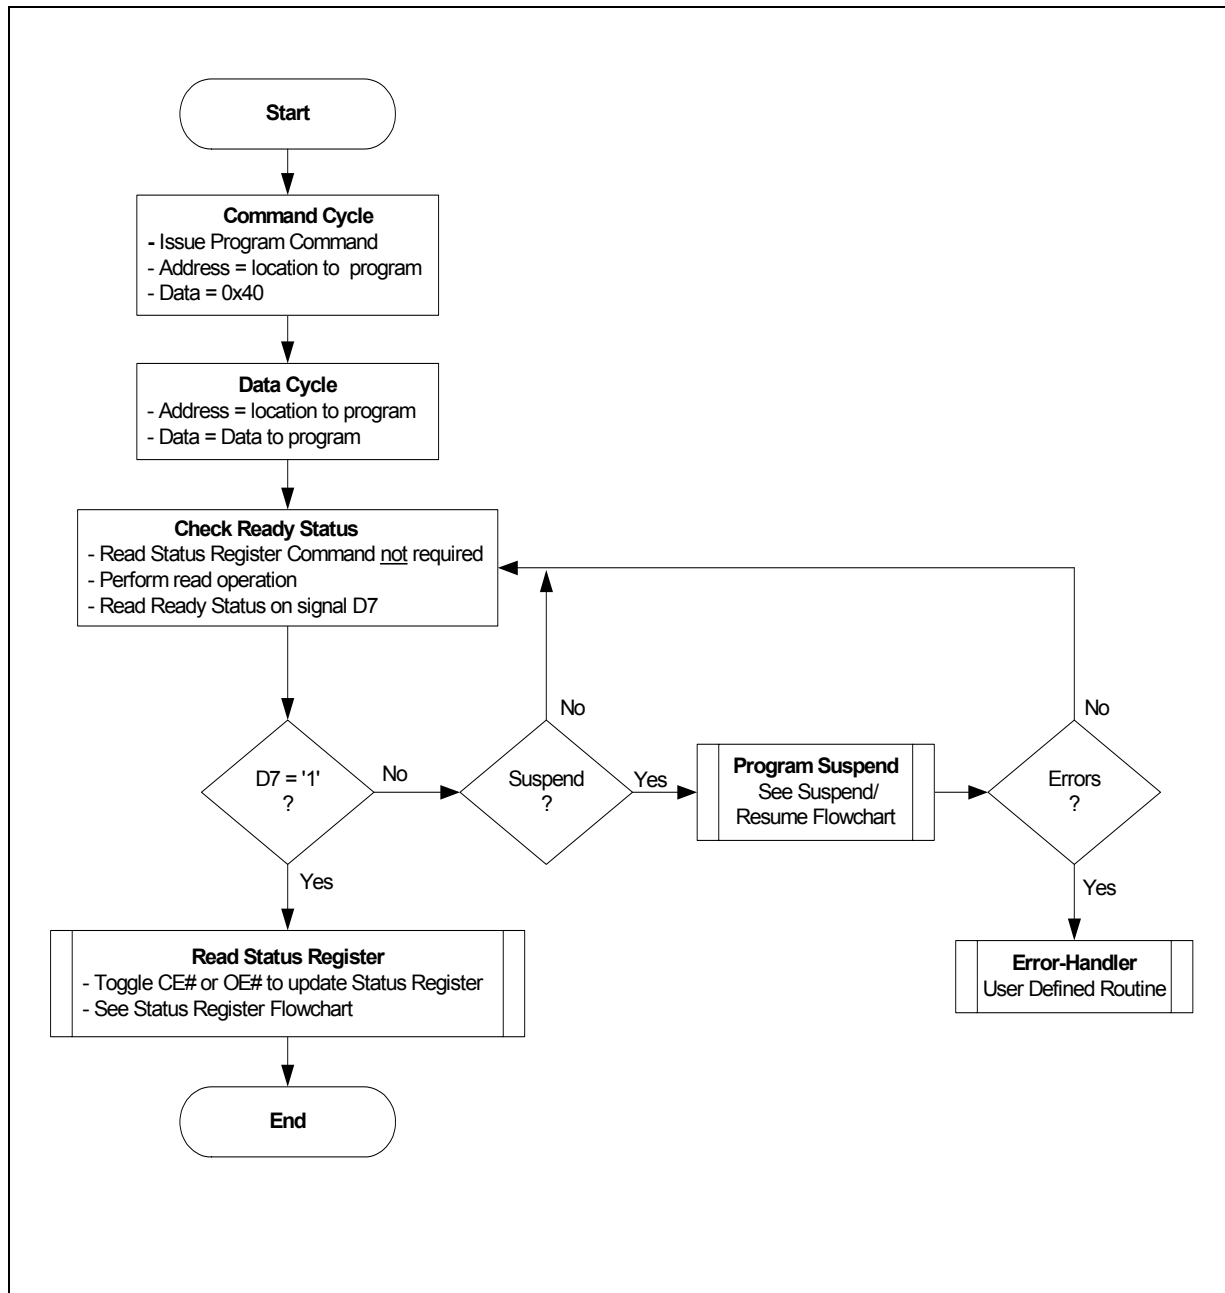 Start
Command Cycle
- Issue Program Command
- Address = location to program
- Data = 0x40
Data Cycle
- Address = location to program
- Data = Data to program
Check Ready Status
- Read Status Register Command not required
- Perform read operation
- Read Ready Status on signal D7
D7 = '1'
?
No
Yes
Suspend
?
No
Yes
Program Suspend
See Suspend/
Resume Flowchart
Errors
?
No
Yes
Error-Handler
User Defined Routine
Read Status Register
- Toggle CE# or OE# to update Status Register
- See Status Register Flowchart
End